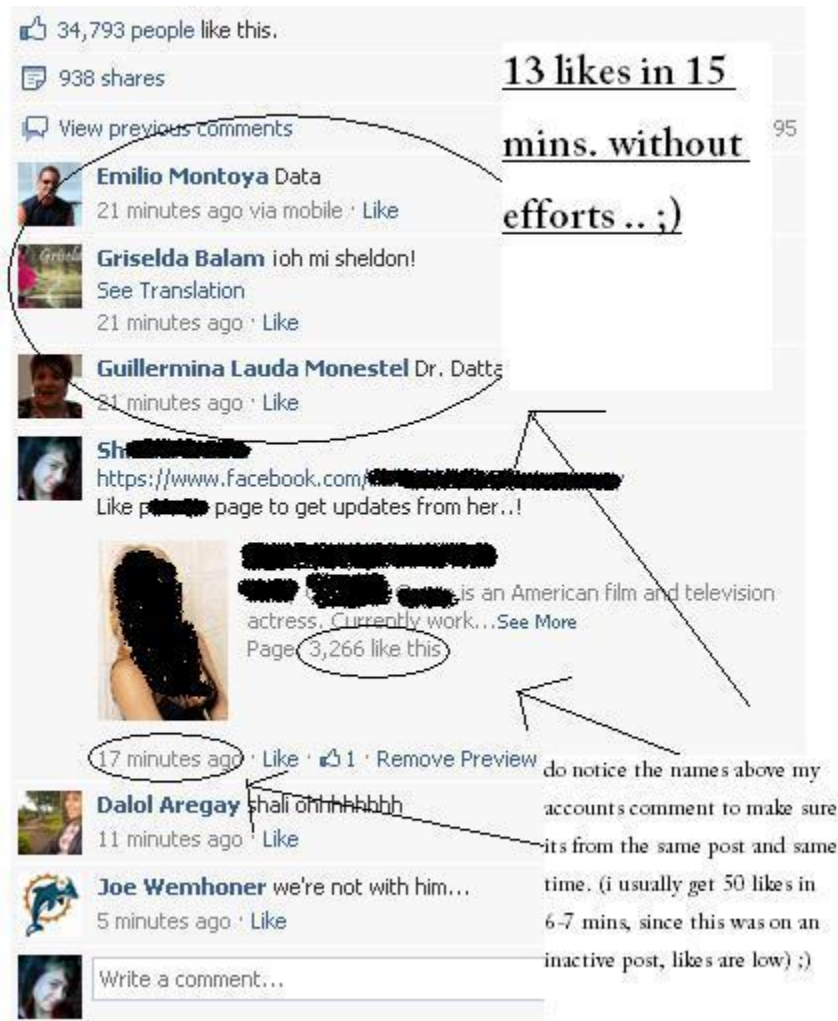 34,793 people like this.
938 shares
View previous comments
95
13 likes in 15
mins. without
efforts .. ;)
Emilio Montoya Data
21 minutes ago via mobile · Like
Griselda Balam ioh mi sheldon!
See Translation
21 minutes ago · Like
Guillermina Lauda Monestel Dr. Datta
21 minutes ago · Like
Sh
https://www.facebook.com/
Like p page to get updates from her..!
is an American film and television
actress. Currently work...See More
Page 3,266 like this
17 minutes ago · Like · 1 · Remove Preview
do notice the names above my
accounts comment to make sure
its from the same post and same
time. (i usually get 50 likes in
6-7 mins, since this was on an
inactive post, likes are low) ;)
Dalol Aregay shali ohhhhhhhh
11 minutes ago · Like
Joe Wemhoner we're not with him...
5 minutes ago · Like
Write a comment...